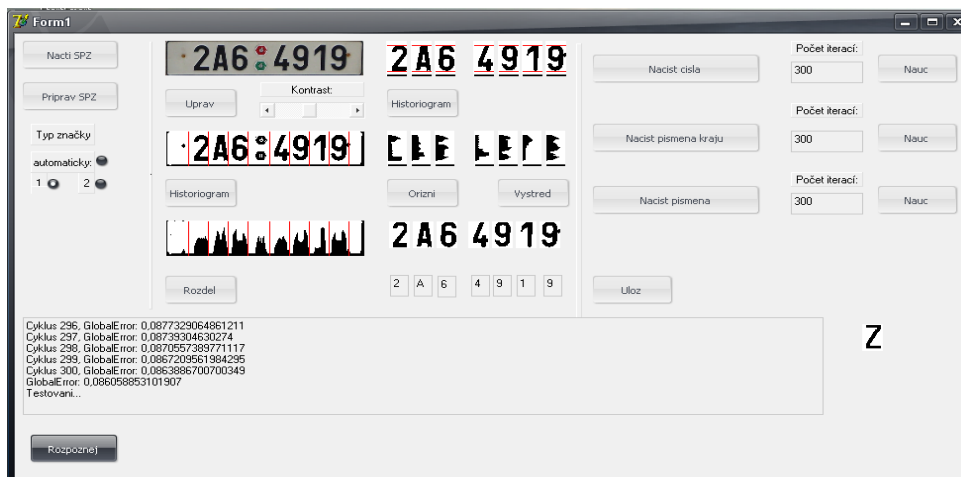 Form1
Nacti SPZ
Priprav SPZ
Typ značky
automaticky:
1 2
2A6 4919
Uprav
Kontrast:
2A6 4919
Historiogram
Rozdel
2A6 4919
Historiogram
Orizni Vystred
2A6 4919
2 A 6 4 9 1 9
Nacist cisla
Počet iterací:
300
Nauc
Nacist pismena kraju
Počet iterací:
300
Nauc
Nacist pismena
Počet iterací:
300
Nauc
Uloz
Cyklus 296, GlobalError: 0,0877329064861211
Cyklus 297, GlobalError: 0,08739304630274
Cyklus 298, GlobalError: 0,0870557389771117
Cyklus 299, GlobalError: 0,0867209561984295
Cyklus 300, GlobalError: 0,0863886700700349
GlobalError: 0,086058853101907
Testovani...
Z
Rozpoznej